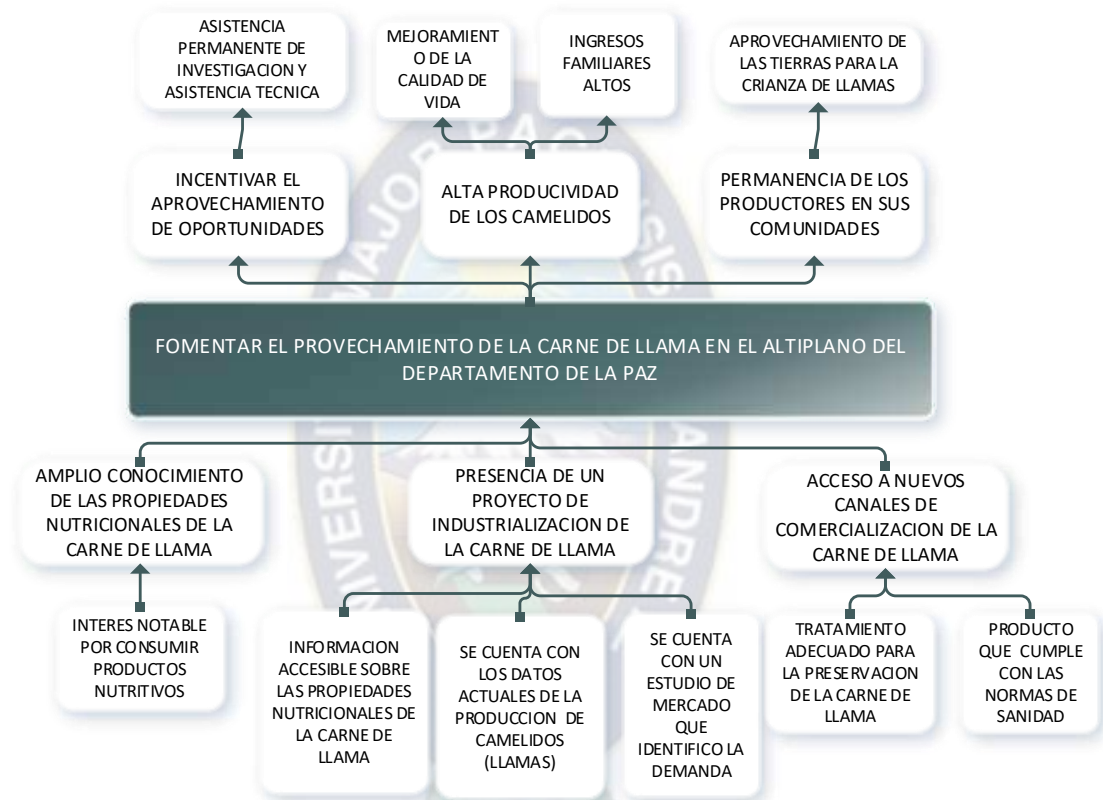 ASISTENCIA
PERMANENTE DE
INVESTIGACION Y
ASISTENCIA TECNICA
MEJORAMIENT
O DE LA
CALIDAD DE
VIDA
INGRESOS
FAMILIARES
ALTOS
APROVECHAMIENTO DE
LAS TIERRAS PARA LA
CRIANZA DE LLAMAS
INCENTIVAR EL
APROVECHAMIENTO
DE OPORTUNIDADES
ALTA PRODUCIVIDAD
DE LOS CAMELIDOS
PERMANENCIA DE LOS
PRODUCTORES EN SUS
COMUNIDADES
FOMENTAR EL PROVECHAMIENTO DE LA CARNE DE LLAMA EN EL ALTIPLANO DEL
DEPARTAMENTO DE LA PAZ
AMPLIO CONOCIMIENTO
DE LAS PROPIEDADES
NUTRICIONALES DE LA
CARNE DE LLAMA
PRESENCIA DE UN
PROYECTO DE
INDUSTRIALIZACION DE
LA CARNE DE LLAMA
ACCESO A NUEVOS
CANALES DE
COMERCIALIZACION DE LA
CARNE DE LLAMA
INTERES NOTABLE
POR CONSUMIR
PRODUCTOS
NUTRITIVOS
INFORMACION
ACCESIBLE SOBRE
LAS PROPIEDADES
NUTRICIONALES DE
LA CARNE DE
LLAMA
SE CUENTA CON
LOS DATOS
ACTUALES DE LA
PRODUCCION DE
CAMELIDOS
(LLAMAS)
SE CUENTA
CON UN
ESTUDIO DE
MERCADO
QUE
IDENTIFICO LA
DEMANDA
TRATAMIENTO
ADECUADO PARA
LA PRESERVACION
DE LA CARNE DE
LLAMA
PRODUCTO
QUE CUMPLE
CON LAS
NORMAS DE
SANIDAD